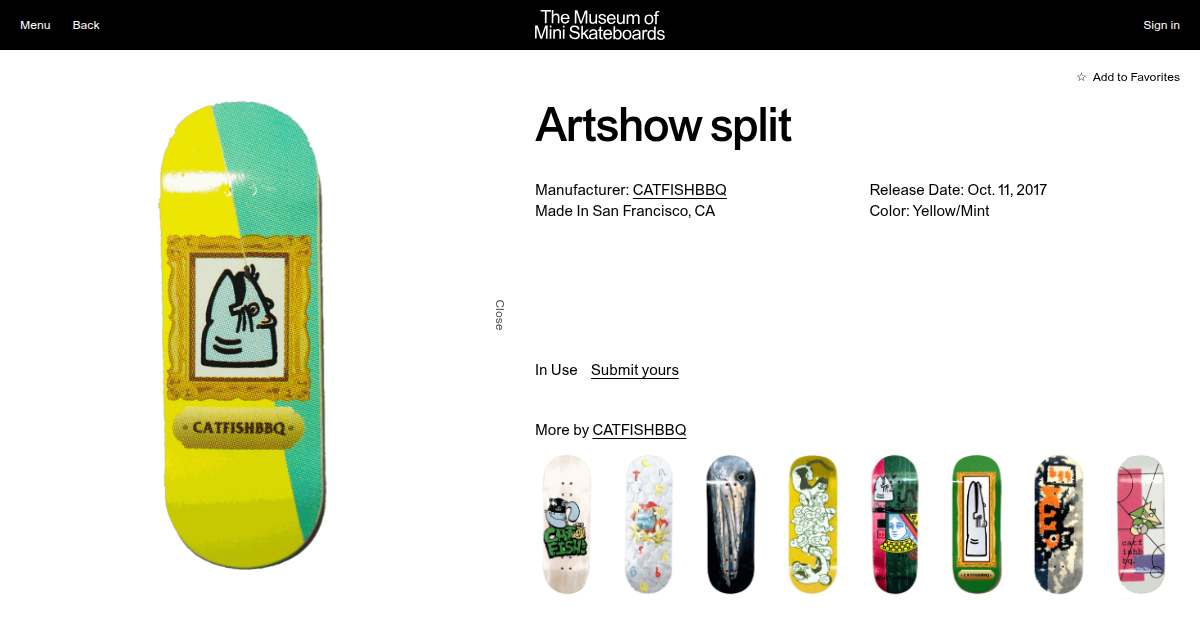 Menu
Back
The Museum of
Mini Skateboards
Sign in
☆ Add to Favorites
Artshow split
Manufacturer: CATFISHBBQ
Made In San Francisco, CA
Release Date: Oct. 11, 2017
Color: Yellow/Mint
CATFISHBBQ
Close
In Use
Submit yours
More by CATFISHBBQ